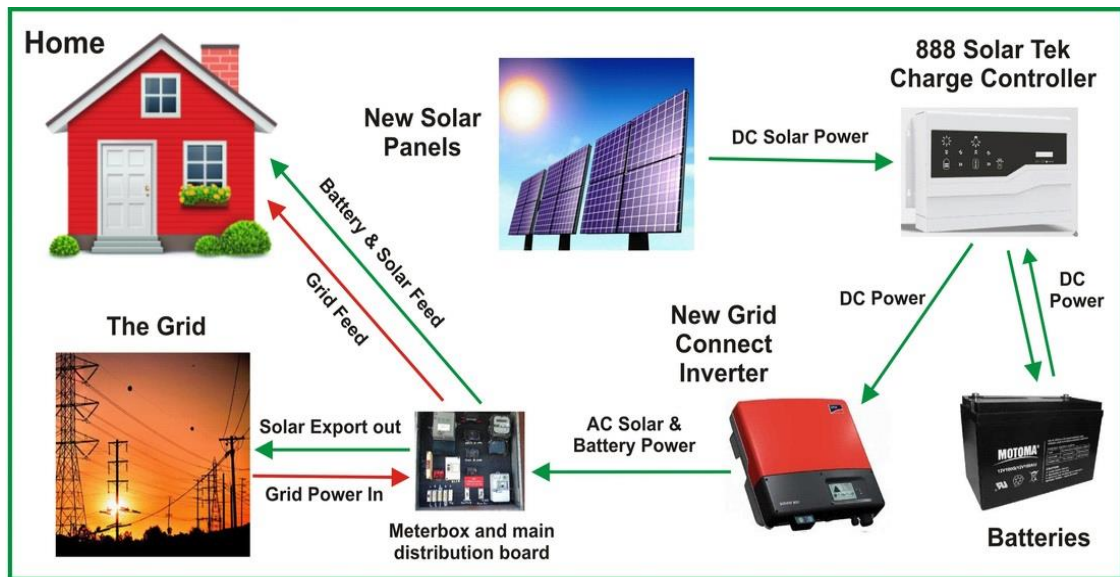 Home
888 Solar Tek
Charge Controller
New Solar
Panels
DC Solar Power
Battery & Solar Feed
Grid Feed
DC Power
DC
Power
The Grid
New Grid
Connect
Inverter
Solar Export out
AC Solar &
Battery Power
Grid Power In
MOTOMA
Meterbox and main
distribution board
Batteries